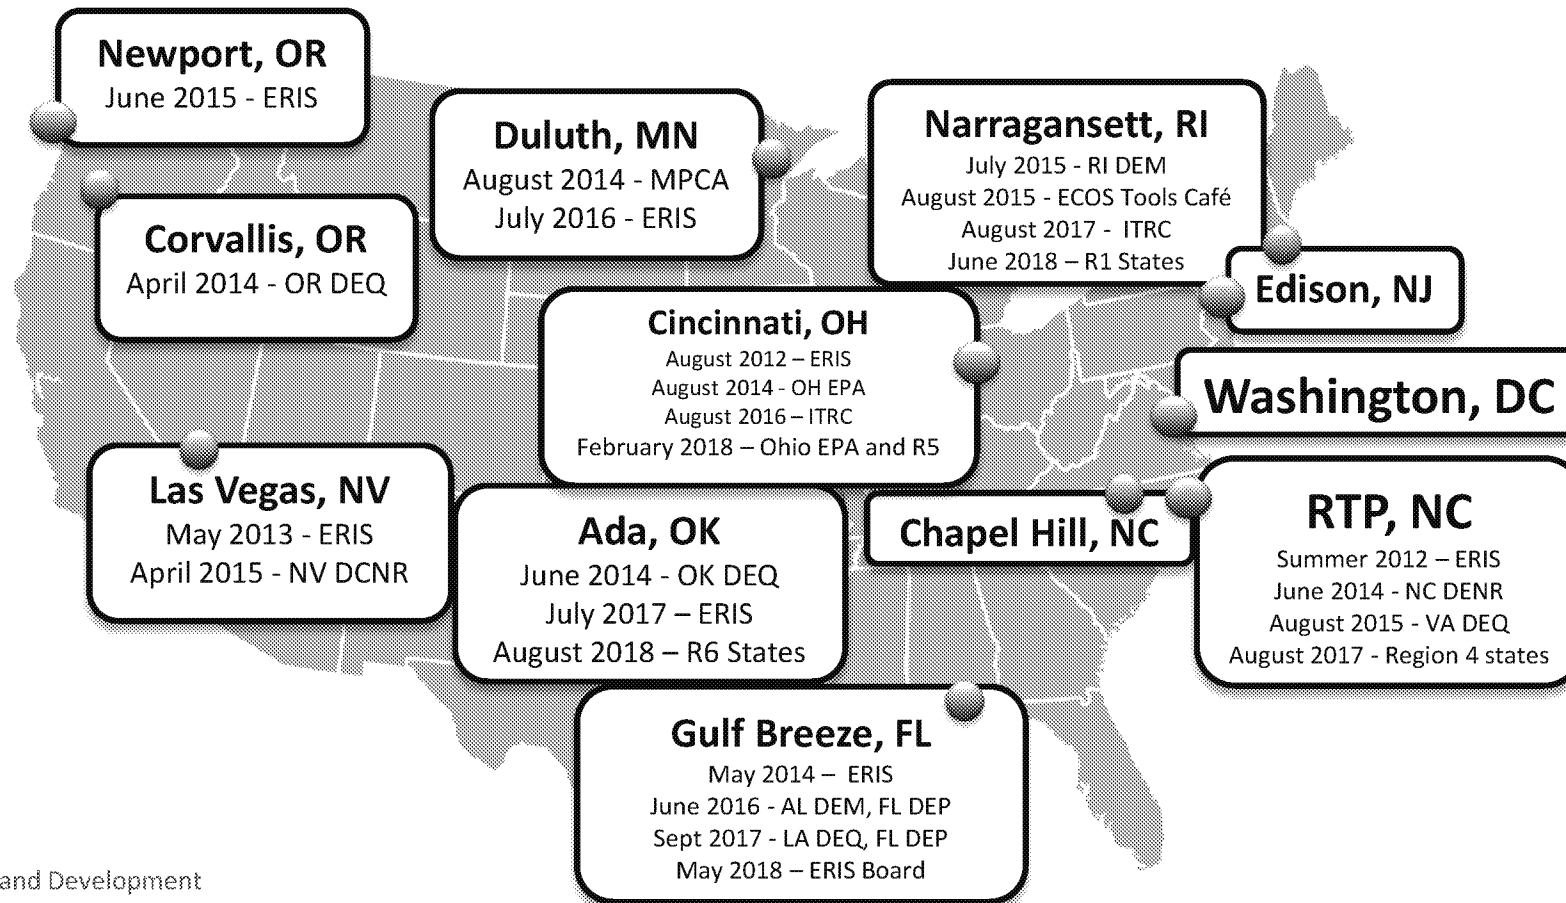 Newport, OR
June 2015 - ERIS
Duluth, MN
August 2014 - MPCA
July 2016 - ERIS
Narragansett, RI
July 2015 - RI DEM
August 2015 - ECOS Tools Café
August 2017 -  ITRC
June 2018 – R1 States
Corvallis, OR
April 2014 - OR DEQ
Edison, NJ
Cincinnati, OH
August 2012 – ERIS
August 2014 - OH EPA
August 2016 – ITRC
February 2018 – Ohio EPA and R5
Washington, DC
Las Vegas, NV
May 2013 - ERIS
April 2015 - NV DCNR
Ada, OK
June 2014 - OK DEQ
July 2017 – ERIS
August 2018 – R6 States
Chapel Hill, NC
RTP, NC
Summer 2012 – ERIS
June 2014 - NC DENR
August 2015 - VA DEQ
August 2017 - Region 4 states
Gulf Breeze, FL
May 2014 –  ERIS
June 2016 - AL DEM, FL DEP
Sept 2017 - LA DEQ, FL DEP
May 2018 – ERIS Board
and Development